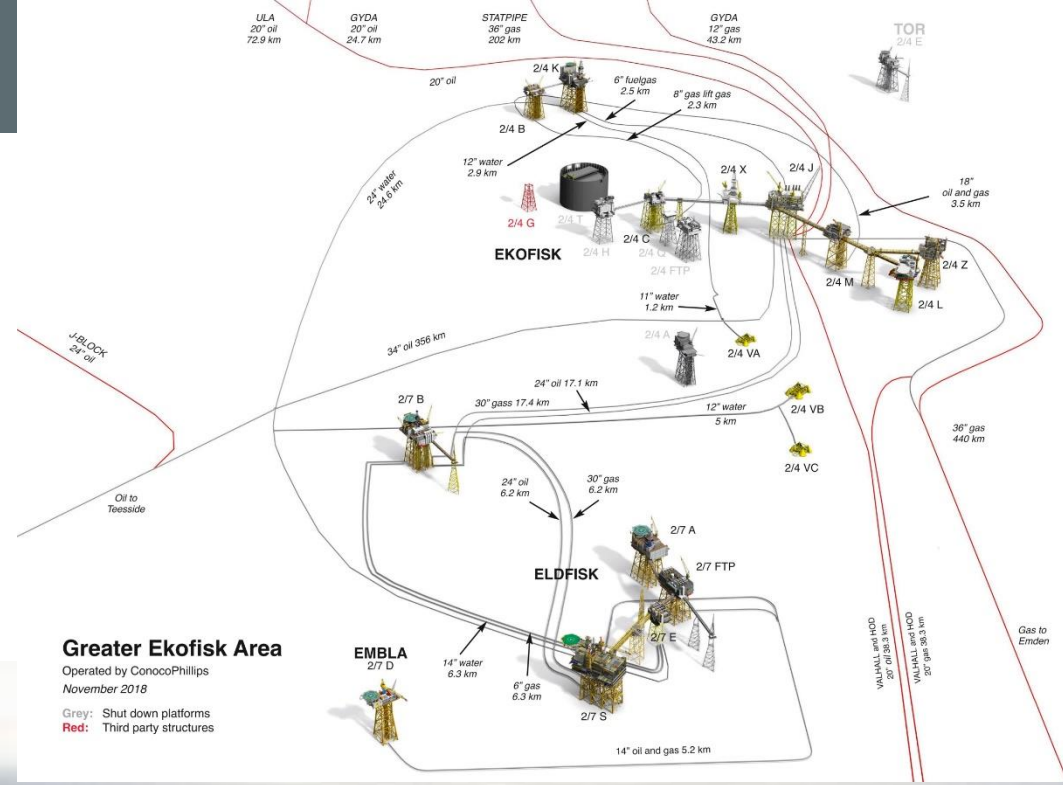 ULA
20" oil
72.9 km
GYDA
20" oil
24.7 km
STATPIPE
36" gas
202 km
GYDA
12" gas
43.2 km
TOR
2/4 E
20" oil
2/4 K
6" fuelgas
2.5 km
8" gas lift gas
2.3 km
2/4 B
12" water
2.9 km
24" water
24.6 km
2/4 X
2/4 J
18"
oil and gas
3.5 km
2/4 G
2/4 T
2/4 H
2/4 C
2/4 Q
2/4 FTP
EKOFISK
2/4 M
2/4 Z
2/4 L
11" water
1.2 km
2/4 A
2/4 VA
J-BLOCK
24" oil
34" oil 356 km
24" oil 17.1 km
30" gass 17.4 km
2/7 B
12" water
5 km
2/4 VB
2/4 VC
36" gas
440 km
Oil to
Teesside
24" oil
6.2 km
30" gas
6.2 km
2/7 A
2/7 FTP
ELDFISK
2/7 E
VALHALL and HOD
20" oil 38.3 km
VALHALL and HOD
20" gas 38.3 km
Gas to
Emden
Greater Ekofisk Area
Operated by ConocoPhillips
November 2018
Grey: Shut down platforms
Red: Third party structures
EMBLA
2/7 D
14" water
6.3 km
6" gas
6.3 km
2/7 S
14" oil and gas 5.2 km